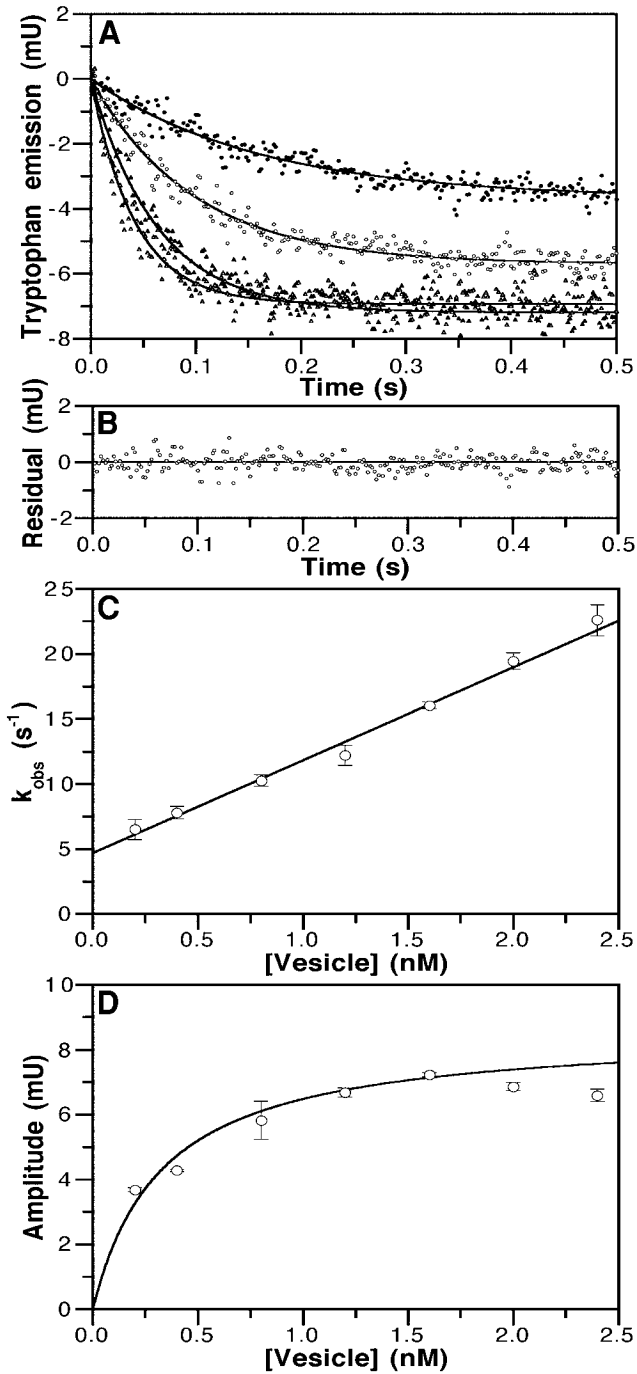 A
Tryptophan emission (mU)
2
0
-2
-4
-6
-8
0.0 0.1 0.2 0.3 0.4 0.5
Time (s)
B
Residual (mU)
2
0
-2
0.0 0.1 0.2 0.3 0.4 0.5
Time (s)
C
k_obs (s⁻¹)
25
20
15
10
5
0
0.0 0.5 1.0 1.5 2.0 2.5
[Vesicle] (nM)
D
Amplitude (mU)
10
8
6
4
2
0
0.0 0.5 1.0 1.5 2.0 2.5
[Vesicle] (nM)